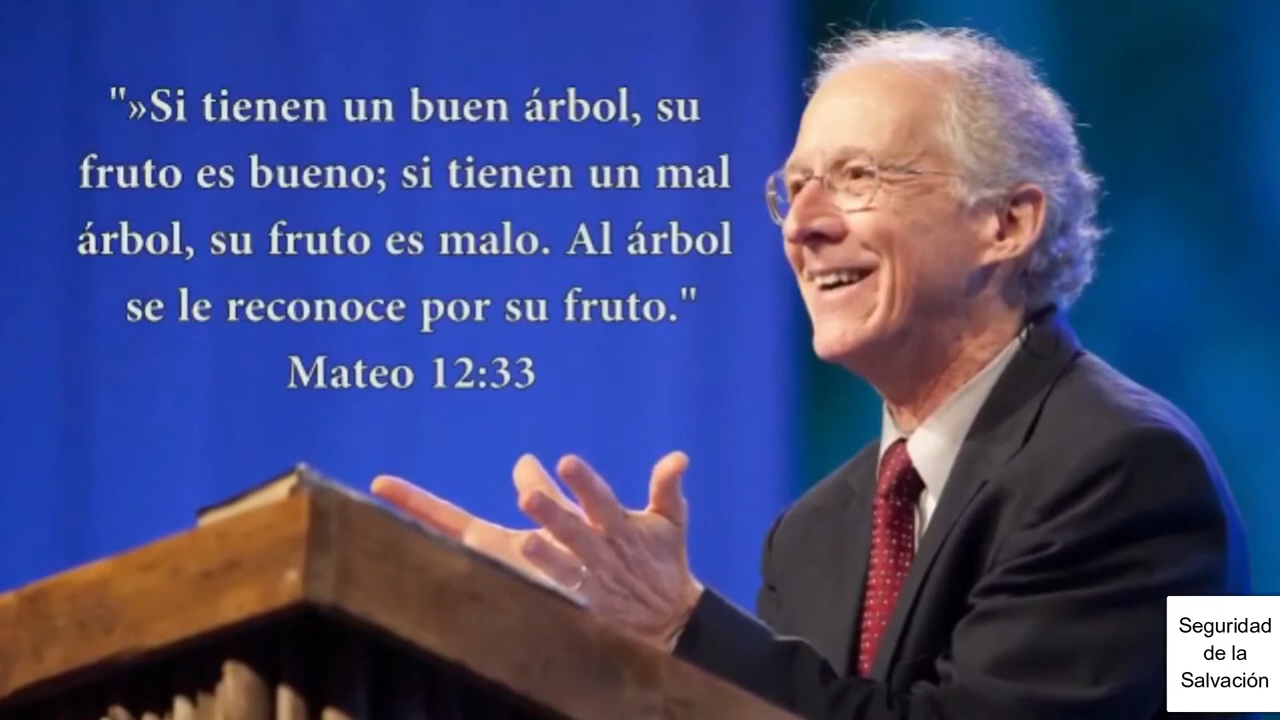 "»Si tienen un buen árbol, su
fruto es bueno; si tienen un mal
árbol, su fruto es malo. Al árbol
se le reconoce por su fruto."
Mateo 12:33
Seguridad
de la
Salvación